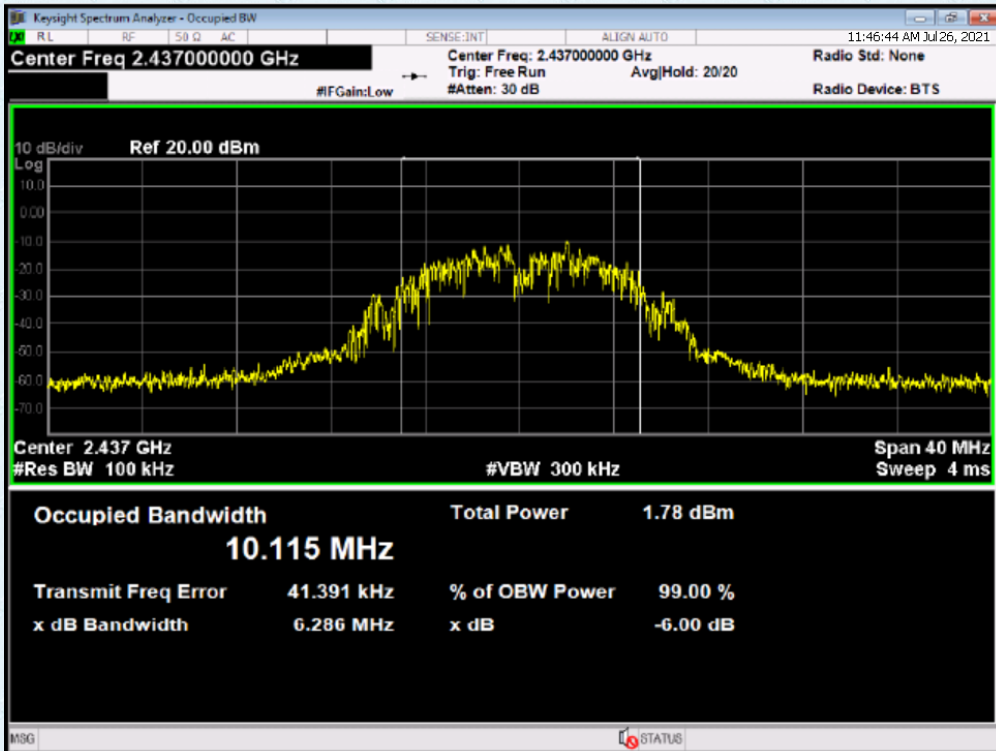 Keysight Spectrum Analyzer - Occupied BW
RL RF 50 Ω AC SENSE:INT ALIGN AUTO 11:46:44 AM Jul 26, 2021
Center Freq 2.437000000 GHz Center Freq: 2.437000000 GHz Radio Std: None
Trig: Free Run Avg|Hold: 20/20
#IFGain:Low #Atten: 30 dB Radio Device: BTS
10 dB/div Ref 20.00 dBm
Log
10.0
0.00
-10.0
-20.0
-30.0
-40.0
-50.0
-60.0
-70.0
Center 2.437 GHz Span 40 MHz
#Res BW 100 kHz #VBW 300 kHz Sweep 4 ms
Occupied Bandwidth Total Power 1.78 dBm
10.115 MHz
Transmit Freq Error 41.391 kHz % of OBW Power 99.00 %
x dB Bandwidth 6.286 MHz x dB -6.00 dB
MSG STATUS